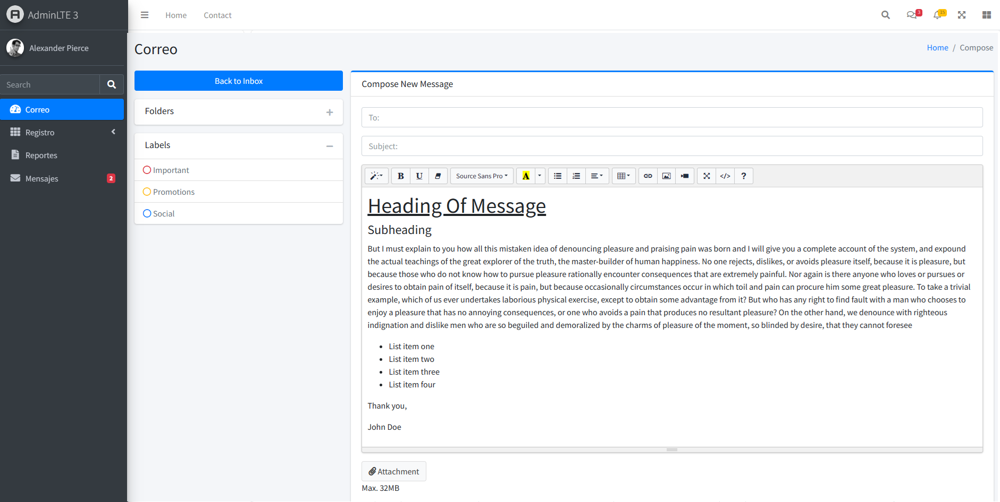 AdminLTE 3
Home
Contact
3
15
Alexander Pierce
Search
Correo
Registro
Reportes
Mensajes 2
Correo
Home / Compose
Back to Inbox
Folders
Labels
Important
Promotions
Social
Compose New Message
To:
Subject:
B U Source Sans Pro A </> ?
Heading Of Message
Subheading
But I must explain to you how all this mistaken idea of denouncing pleasure and praising pain was born and I will give you a complete account of the system, and expound
the actual teachings of the great explorer of the truth, the master-builder of human happiness. No one rejects, dislikes, or avoids pleasure itself, because it is pleasure, but
because those who do not know how to pursue pleasure rationally encounter consequences that are extremely painful. Nor again is there anyone who loves or pursues or
desires to obtain pain of itself, because it is pain, but because occasionally circumstances occur in which toil and pain can procure him some great pleasure. To take a trivial
example, which of us ever undertakes laborious physical exercise, except to obtain some advantage from it? But who has any right to find fault with a man who chooses to
enjoy a pleasure that has no annoying consequences, or one who avoids a pain that produces no resultant pleasure? On the other hand, we denounce with righteous
indignation and dislike men who are so beguiled and demoralized by the charms of pleasure of the moment, so blinded by desire, that they cannot foresee
• List item one
• List item two
• List item three
• List item four
Thank you,
John Doe
Attachment
Max. 32MB